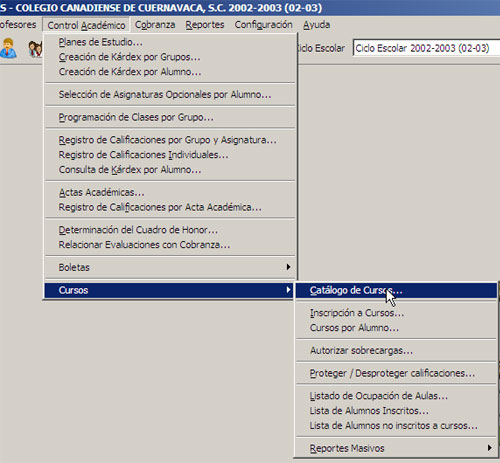 S - COLEGIO CANADIENSE DE CUERNAVACA, S.C. 2002-2003 (02-03)
ofesores Control Académico Cobranza Reportes Configuración Ayuda
Ciclo Escolar Ciclo Escolar 2002-2003 (02-03)
Planes de Estudio...
Creación de Kárdex por Grupos...
Creación de Kárdex por Alumno...
Selección de Asignaturas Opcionales por Alumno...
Programación de Clases por Grupo...
Registro de Calificaciones por Grupo y Asignatura...
Registro de Calificaciones Individuales...
Consulta de Kárdex por Alumno...
Actas Académicas...
Registro de Calificaciones por Acta Académica...
Determinación del Cuadro de Honor...
Relacionar Evaluaciones con Cobranza...
Boletas
Cursos
Catálogo de Cursos...
Inscripción a Cursos...
Cursos por Alumno...
Autorizar sobrecargas...
Proteger / Desproteger calificaciones...
Listado de Ocupación de Aulas...
Lista de Alumnos Inscritos...
Lista de Alumnos no inscritos a cursos...
Reportes Masivos